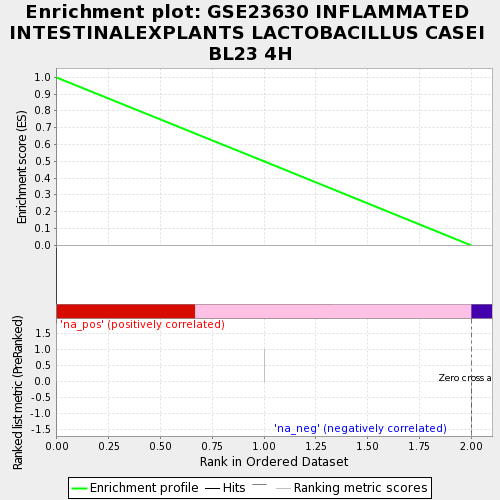 Enrichment plot: GSE23630 INFLAMMATED
INTESTINALEXPLANTS LACTOBACILLUS CASEI
BL23 4H
Enrichment score (ES)
1.0
0.9
0.8
0.7
0.6
0.5
0.4
0.3
0.2
0.1
0.0
'na_pos' (positively correlated)
Ranked list metric (PreRanked)
1.5
1.0
0.5
0.0
-0.5
-1.0
-1.5
Zero cross a
'na_neg' (negatively correlated)
0.00 0.25 0.50 0.75 1.00 1.25 1.50 1.75 2.00
Rank in Ordered Dataset
Enrichment profile Hits Ranking metric scores